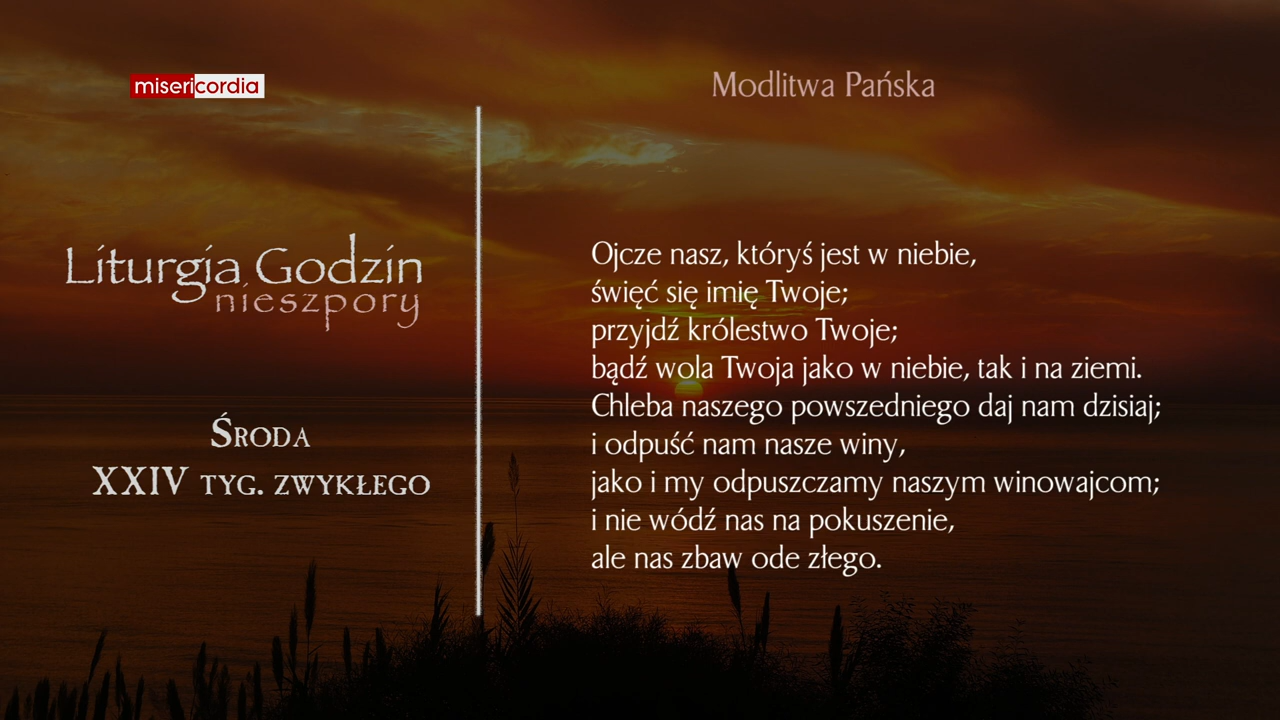 misericordia
Liturgia Godzin
nieszpory
Środa
XXIV tyg. zwykłego
Modlitwa Pańska
Ojcze nasz, któryś jest w niebie,
święć się imię Twoje;
przyjdź królestwo Twoje;
bądź wola Twoja jako w niebie, tak i na ziemi.
Chleba naszego powszedniego daj nam dzisiaj;
i odpuść nam nasze winy,
jako i my odpuszczamy naszym winowajcom;
i nie wódź nas na pokuszenie,
ale nas zbaw ode złego.